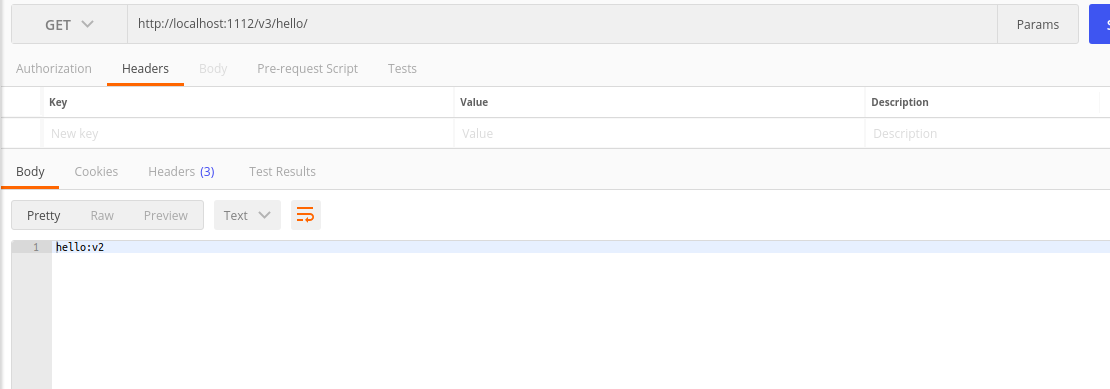 GET http://localhost:1112/v3/hello/ Params S
Authorization Headers Body Pre-request Script Tests
Key Value Description
New key Value Description
Body Cookies Headers (3) Test Results
Pretty Raw Preview Text
1 hello:v2